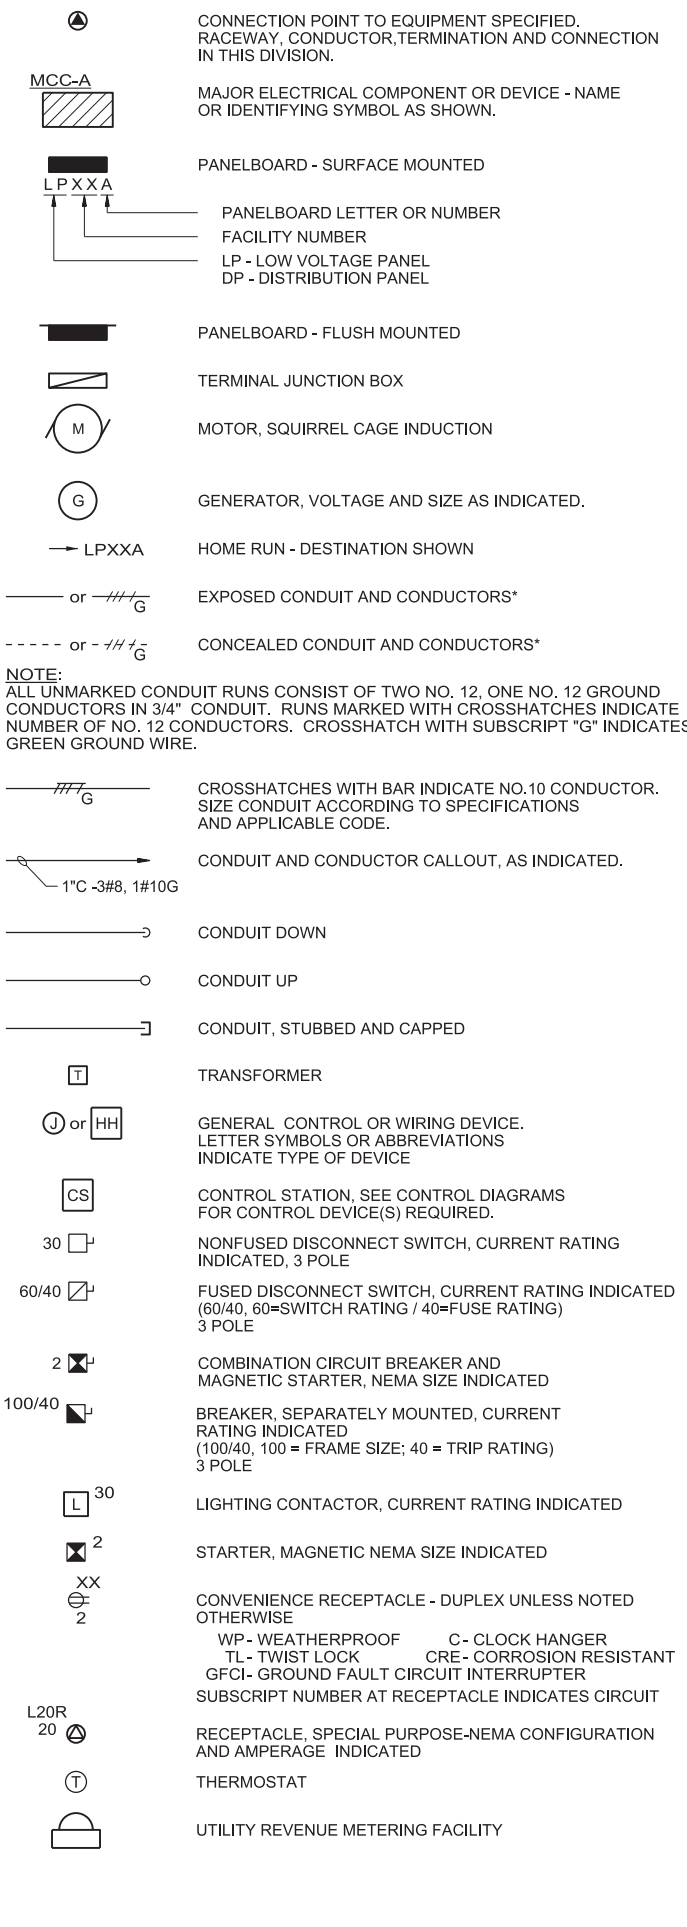 CONNECTION POINT TO EQUIPMENT SPECIFIED.
RACEWAY, CONDUCTOR,TERMINATION AND CONNECTION
IN THIS DIVISION.
MCC-A
MAJOR ELECTRICAL COMPONENT OR DEVICE - NAME
OR IDENTIFYING SYMBOL AS SHOWN.
PANELBOARD - SURFACE MOUNTED
LPXXA
PANELBOARD LETTER OR NUMBER
FACILITY NUMBER
LP - LOW VOLTAGE PANEL
DP - DISTRIBUTION PANEL
PANELBOARD - FLUSH MOUNTED
TERMINAL JUNCTION BOX
M
MOTOR, SQUIRREL CAGE INDUCTION
G
GENERATOR, VOLTAGE AND SIZE AS INDICATED.
LPXXA
HOME RUN - DESTINATION SHOWN
or
G
EXPOSED CONDUIT AND CONDUCTORS*
or
G
CONCEALED CONDUIT AND CONDUCTORS*
NOTE:
ALL UNMARKED CONDUIT RUNS CONSIST OF TWO NO. 12, ONE NO. 12 GROUND
CONDUCTORS IN 3/4" CONDUIT. RUNS MARKED WITH CROSSHATCHES INDICATE
NUMBER OF NO. 12 CONDUCTORS. CROSSHATCH WITH SUBSCRIPT "G" INDICATES
GREEN GROUND WIRE.
G
CROSSHATCHES WITH BAR INDICATE NO.10 CONDUCTOR.
SIZE CONDUIT ACCORDING TO SPECIFICATIONS
AND APPLICABLE CODE.
CONDUIT AND CONDUCTOR CALLOUT, AS INDICATED.
1"C -3#8, 1#10G
CONDUIT DOWN
CONDUIT UP
CONDUIT, STUBBED AND CAPPED
T
TRANSFORMER
J or HH
GENERAL CONTROL OR WIRING DEVICE.
LETTER SYMBOLS OR ABBREVIATIONS
INDICATE TYPE OF DEVICE
CS
CONTROL STATION, SEE CONTROL DIAGRAMS
FOR CONTROL DEVICE(S) REQUIRED.
30
NONFUSED DISCONNECT SWITCH, CURRENT RATING
INDICATED, 3 POLE
60/40
FUSED DISCONNECT SWITCH, CURRENT RATING INDICATED
(60/40, 60=SWITCH RATING / 40=FUSE RATING)
3 POLE
2
COMBINATION CIRCUIT BREAKER AND
MAGNETIC STARTER, NEMA SIZE INDICATED
100/40
BREAKER, SEPARATELY MOUNTED, CURRENT
RATING INDICATED
(100/40, 100 = FRAME SIZE; 40 = TRIP RATING)
3 POLE
L 30
LIGHTING CONTACTOR, CURRENT RATING INDICATED
2
STARTER, MAGNETIC NEMA SIZE INDICATED
XX
2
CONVENIENCE RECEPTACLE - DUPLEX UNLESS NOTED
OTHERWISE
WP - WEATHERPROOF C - CLOCK HANGER
TL - TWIST LOCK CRE - CORROSION RESISTANT
GFCI - GROUND FAULT CIRCUIT INTERRUPTER
SUBSCRIPT NUMBER AT RECEPTACLE INDICATES CIRCUIT
L20R
20
RECEPTACLE, SPECIAL PURPOSE-NEMA CONFIGURATION
AND AMPERAGE INDICATED
T
THERMOSTAT
UTILITY REVENUE METERING FACILITY